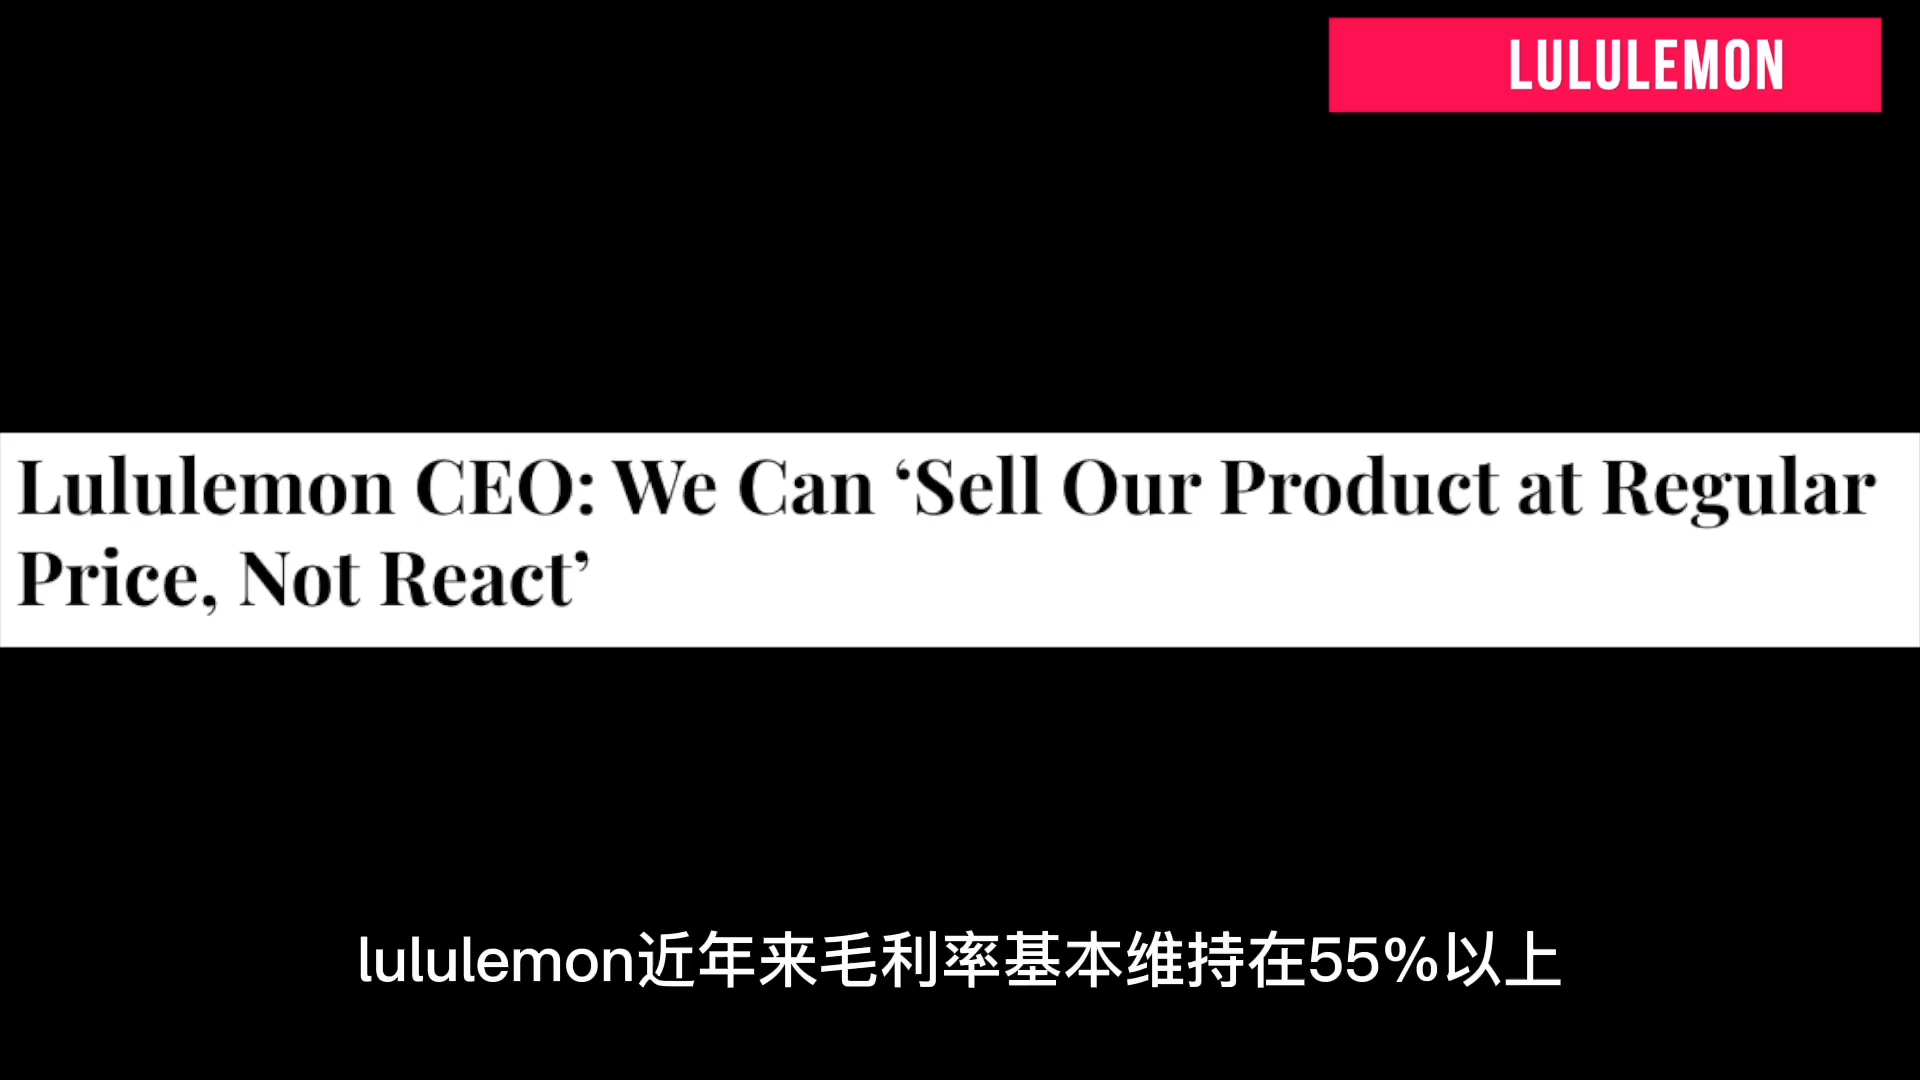 LULULEMON
Lululemon CEO: We Can ‘Sell Our Product at Regular
Price, Not React’
lululemon近年来毛利率基本维持在55%以上